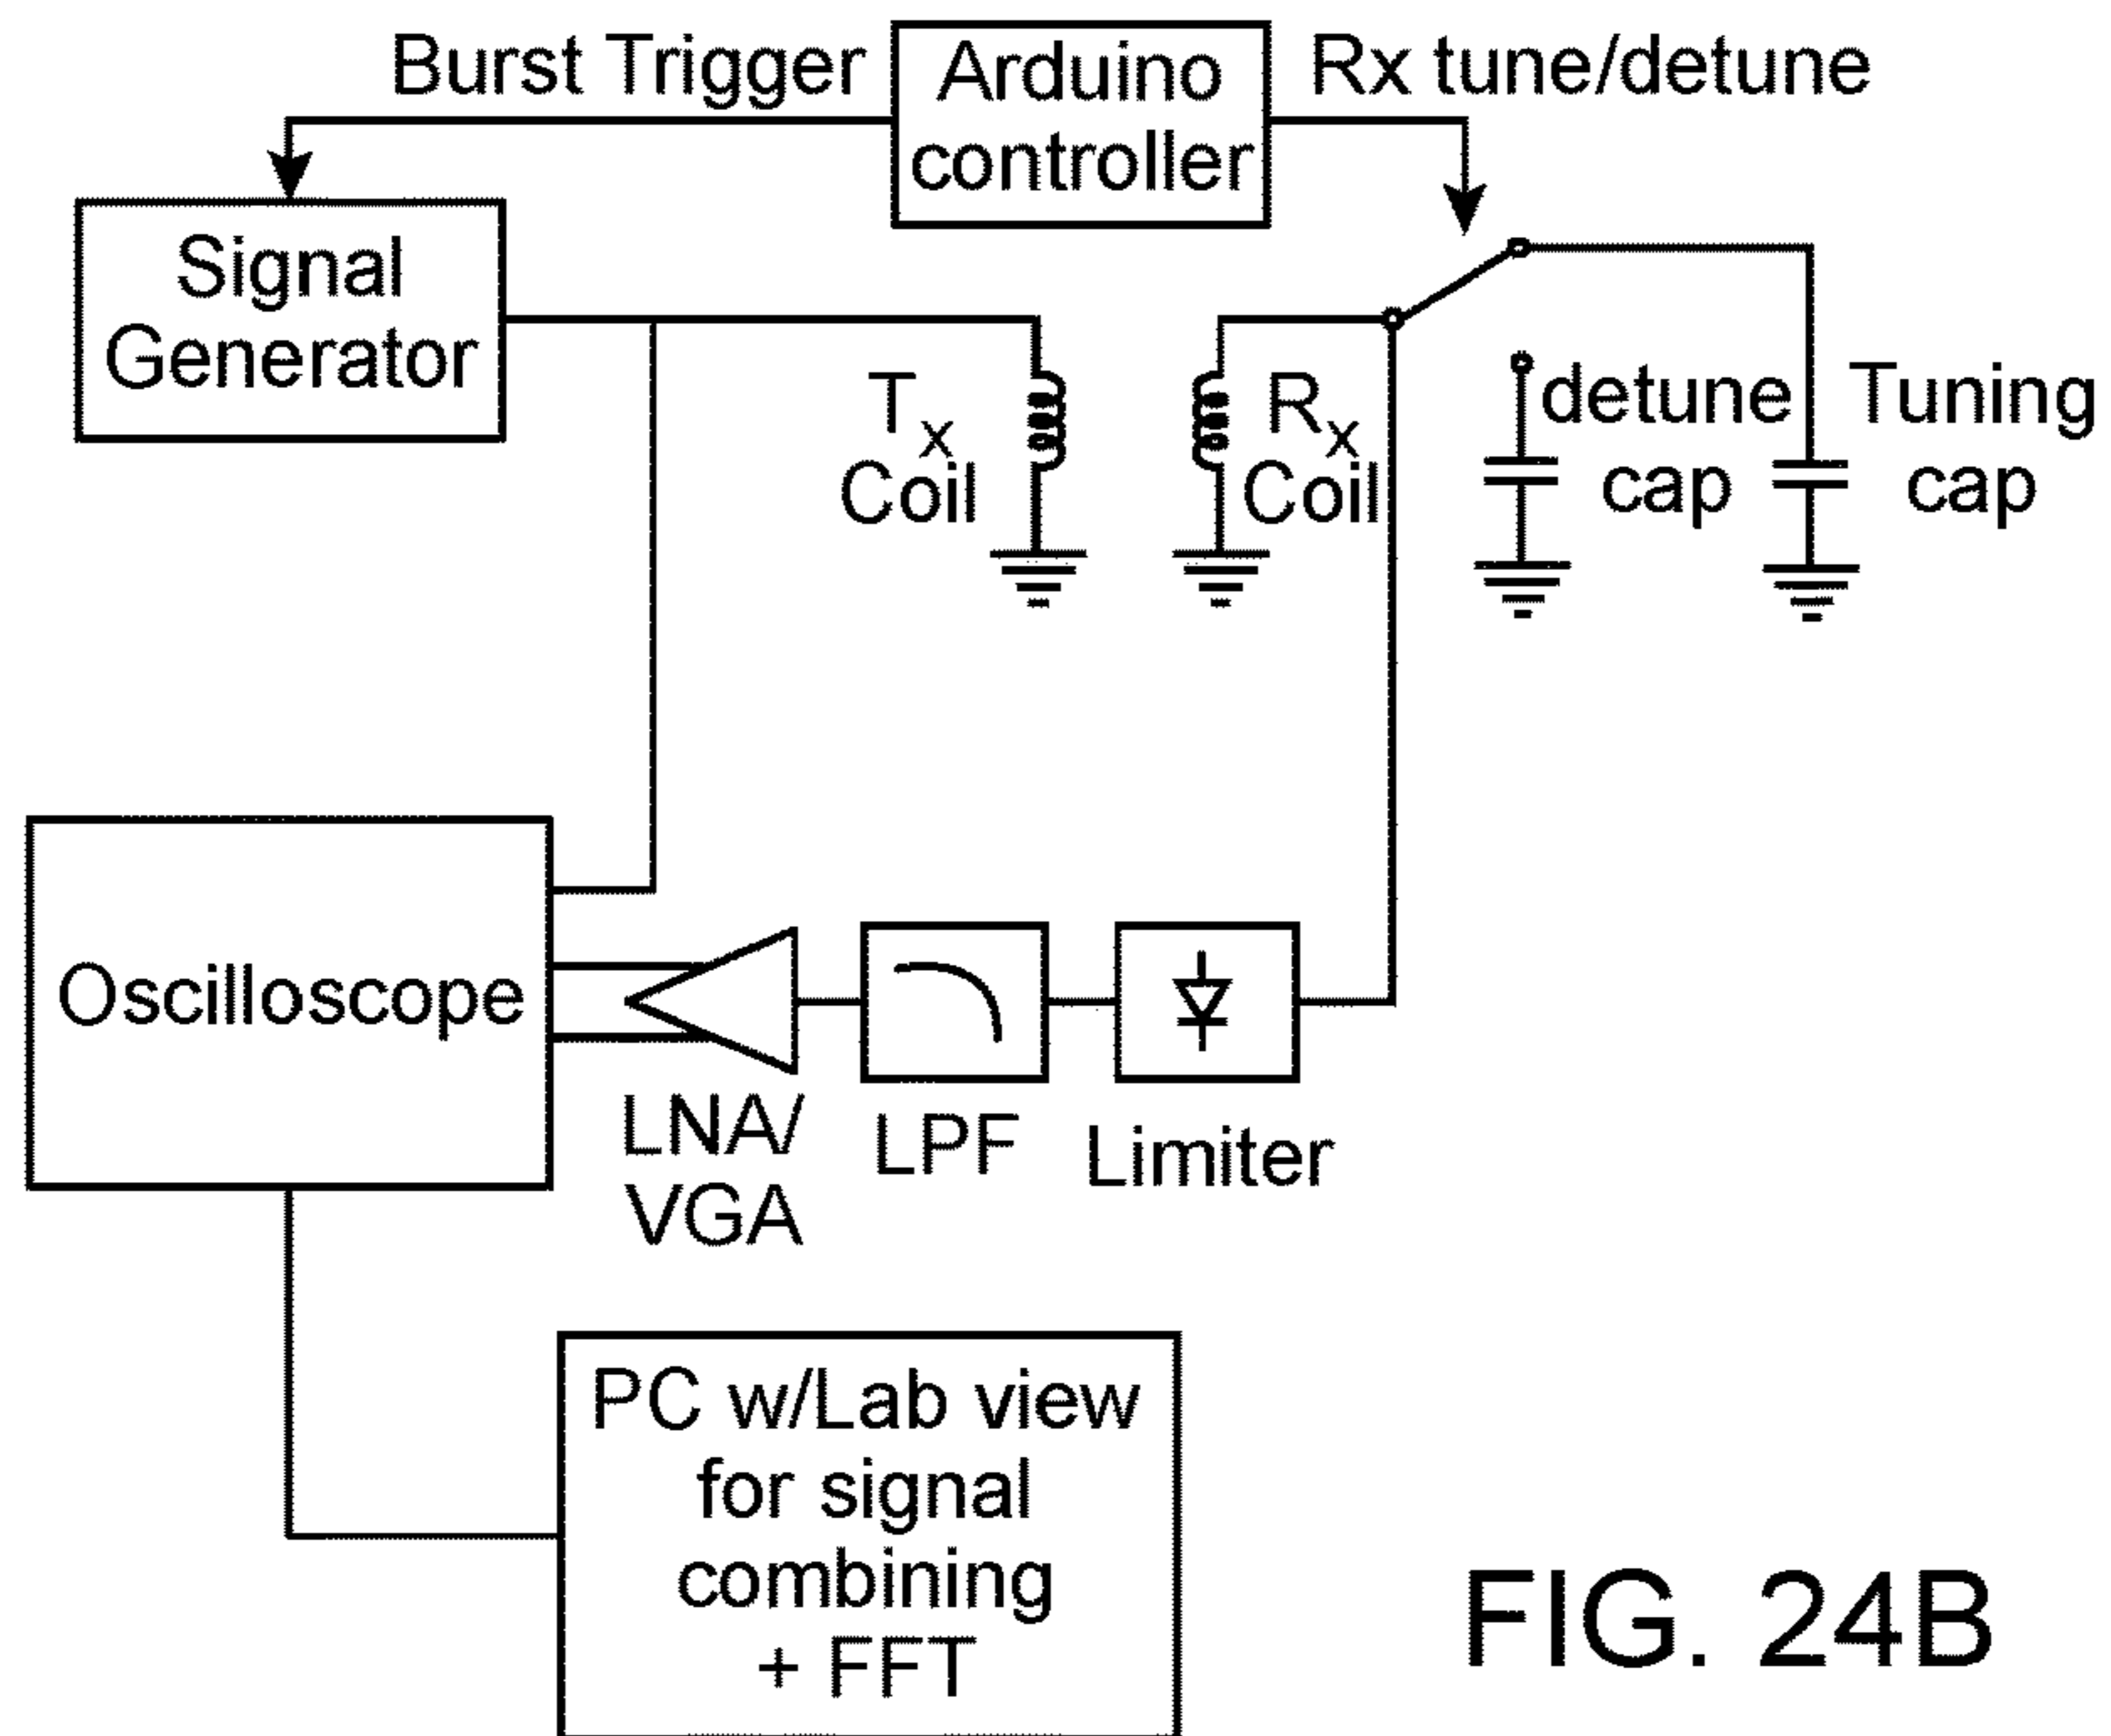 Burst Trigger
Arduino
controller
Rx tune/detune
Signal
Generator
Tx
Coil
Rx
Coil
detune
cap
Tuning
cap
Oscilloscope
LNA/
VGA
LPF
Limiter
PC w/Lab view
for signal
combining
+ FFT
FIG. 24B